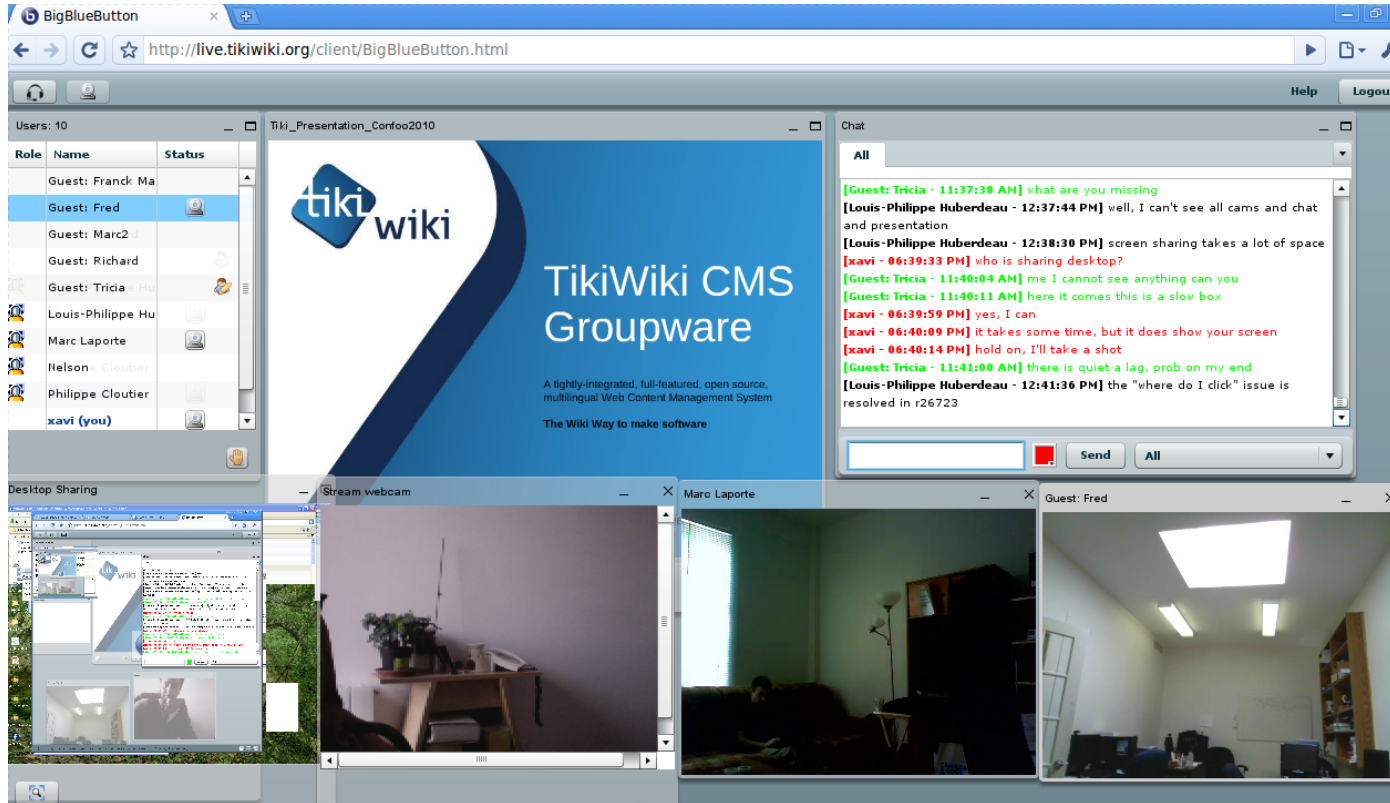 BigBlueButton
http://live.tikiwiki.org/client/BigBlueButton.html
Help
Logou
Users: 10
Role Name Status
Guest: Franck Ma
Guest: Fred
Guest: Marc2
Guest: Richard
Guest: Tricia
Louis-Philippe Hu
Marc Laporte
Nelson Cloutier
Philippe Cloutier
xavi (you)
Tiki_Presentation_Confoo2010
tiki
wiki
TikiWiki CMS
Groupware
A tightly-integrated, full-featured, open source,
multilingual Web Content Management System
The Wiki Way to make software
Chat
All
[Guest: Tricia - 11:37:38 AM] what are you missing
[Louis-Philippe Huberdeau - 12:37:44 PM] well, I can't see all cams and chat
and presentation
[Louis-Philippe Huberdeau - 12:38:30 PM] screen sharing takes a lot of space
[xavi - 06:39:33 PM] who is sharing desktop?
[Guest: Tricia - 11:40:04 AM] me I cannot see anything can you
[Guest: Tricia - 11:40:11 AM] here it comes this is a slow box
[xavi - 06:39:59 PM] yes, I can
[xavi - 06:40:09 PM] it takes some time, but it does show your screen
[xavi - 06:40:14 PM] hold on, I'll take a shot
[Guest: Tricia - 11:41:00 AM] there is quiet a lag, prob on my end
[Louis-Philippe Huberdeau - 12:41:36 PM] the "where do I click" issue is
resolved in r26723
Send
All
Desktop Sharing
Stream webcam
Marc Laporte
Guest: Fred
wiki